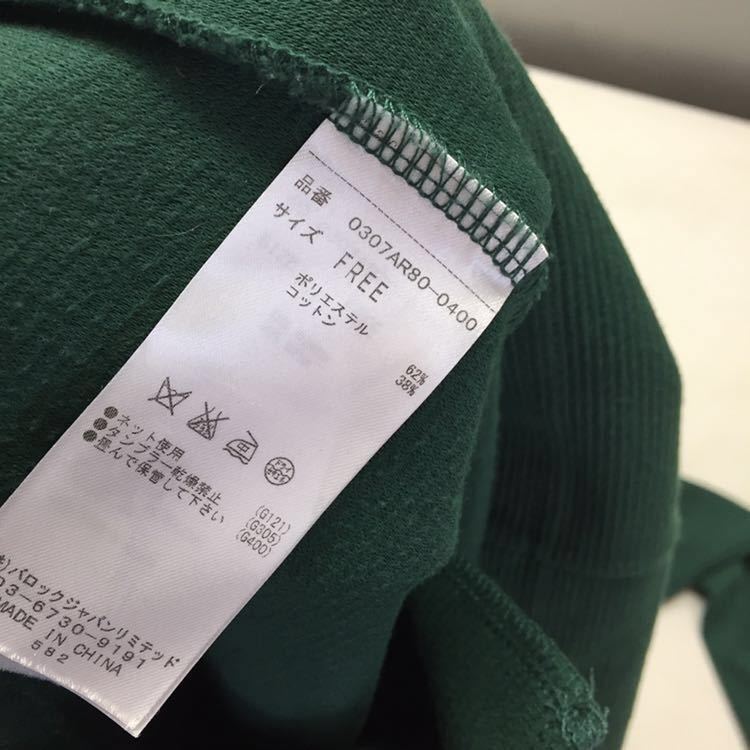 品番 0307AR80-0400
サイズ FREE
ポリエステル 62%
コットン 38%
●ネット使用
●タンブラー乾燥禁止
●畳んで保管して下さい
(G121)
(G305)
(G400)
㈱バロックジャパンリミテッド
03-6730-9191
MADE IN CHINA
582